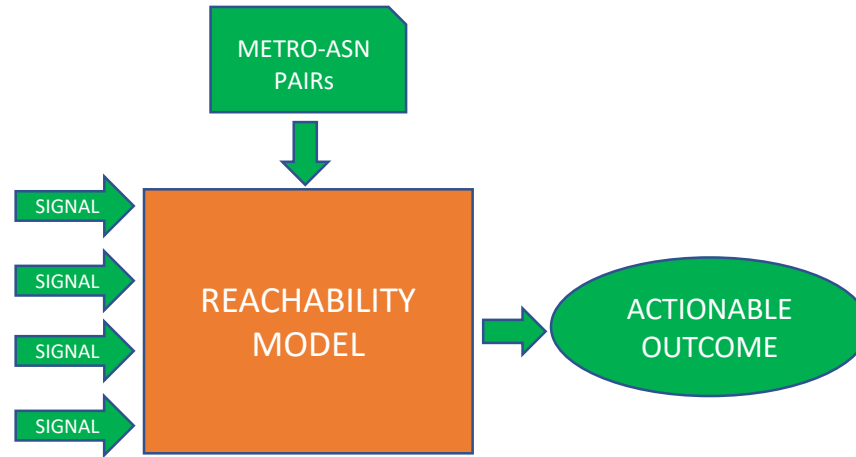 METRO-ASN
PAIRs
SIGNAL
SIGNAL
SIGNAL
SIGNAL
REACHABILITY
MODEL
ACTIONABLE
OUTCOME